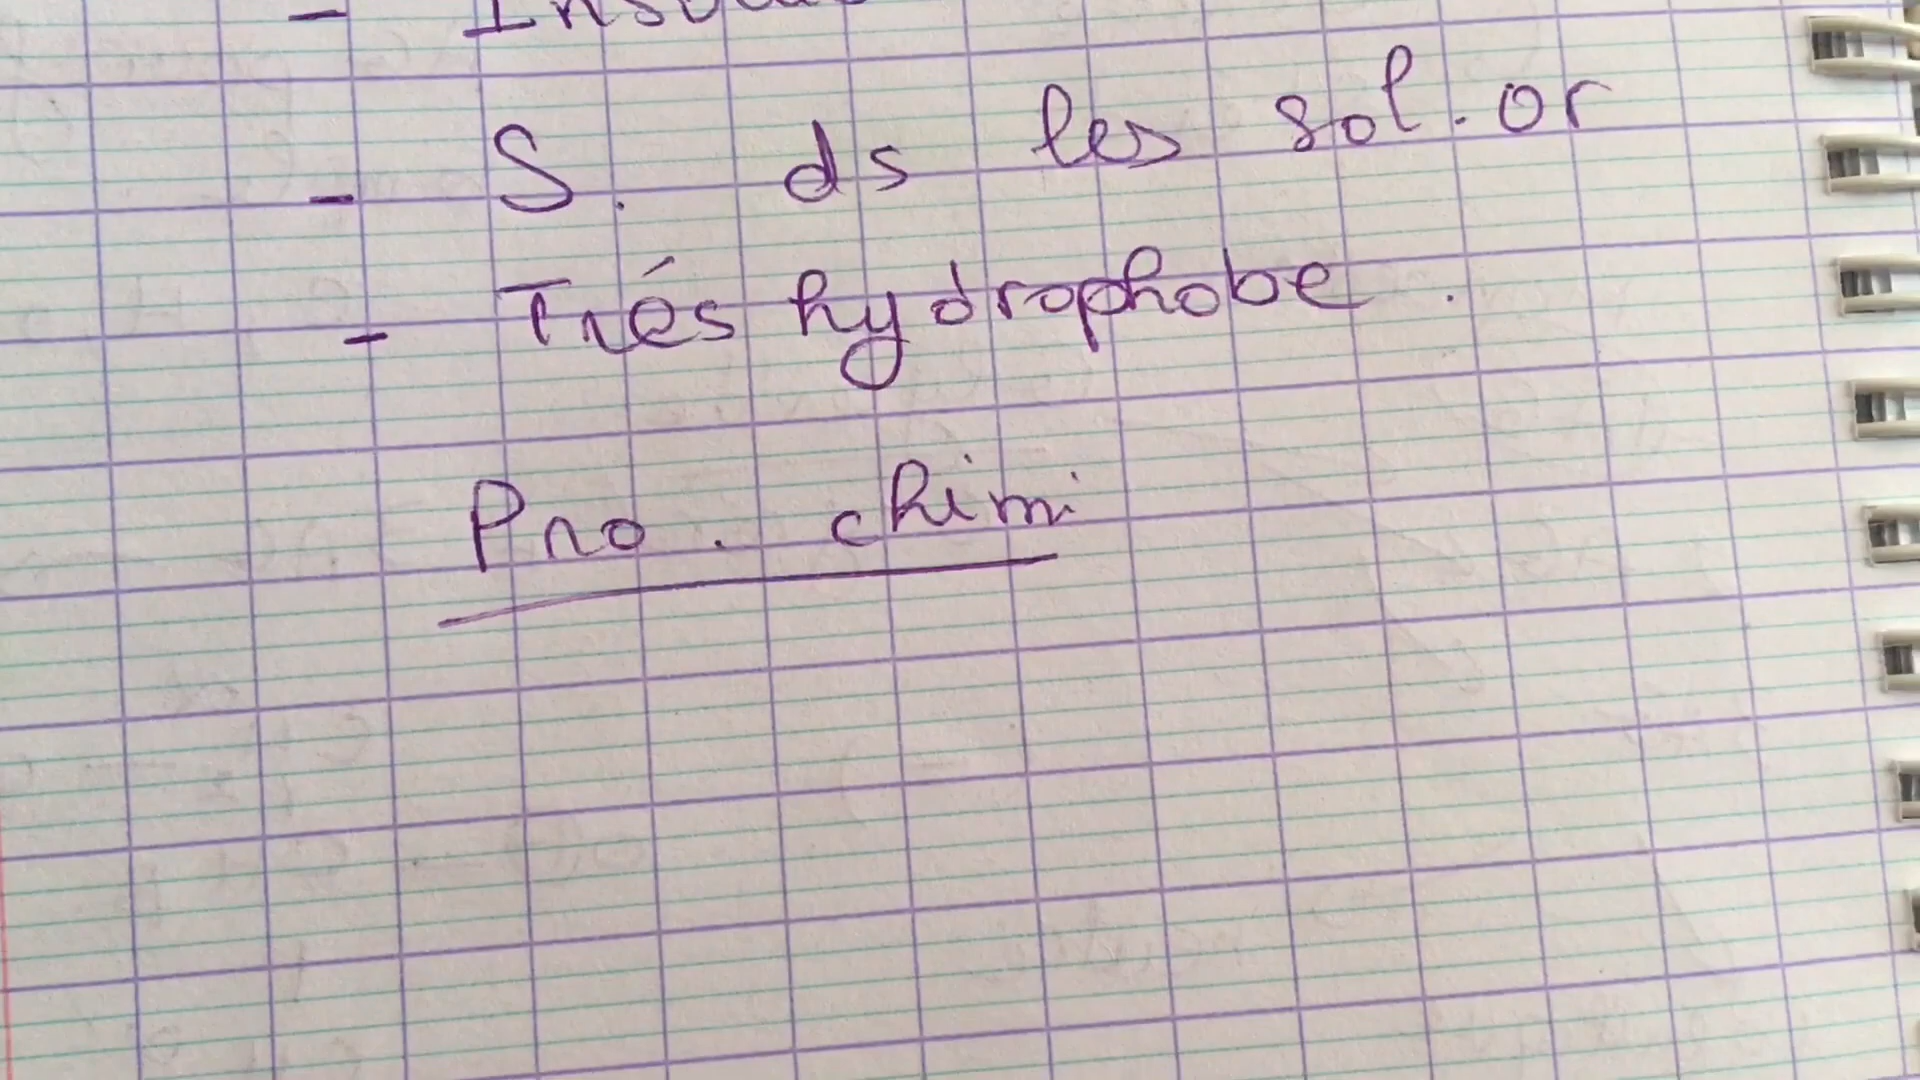 - S. ds les sol. or
- Trés hydrophobe.
Pro. chimi